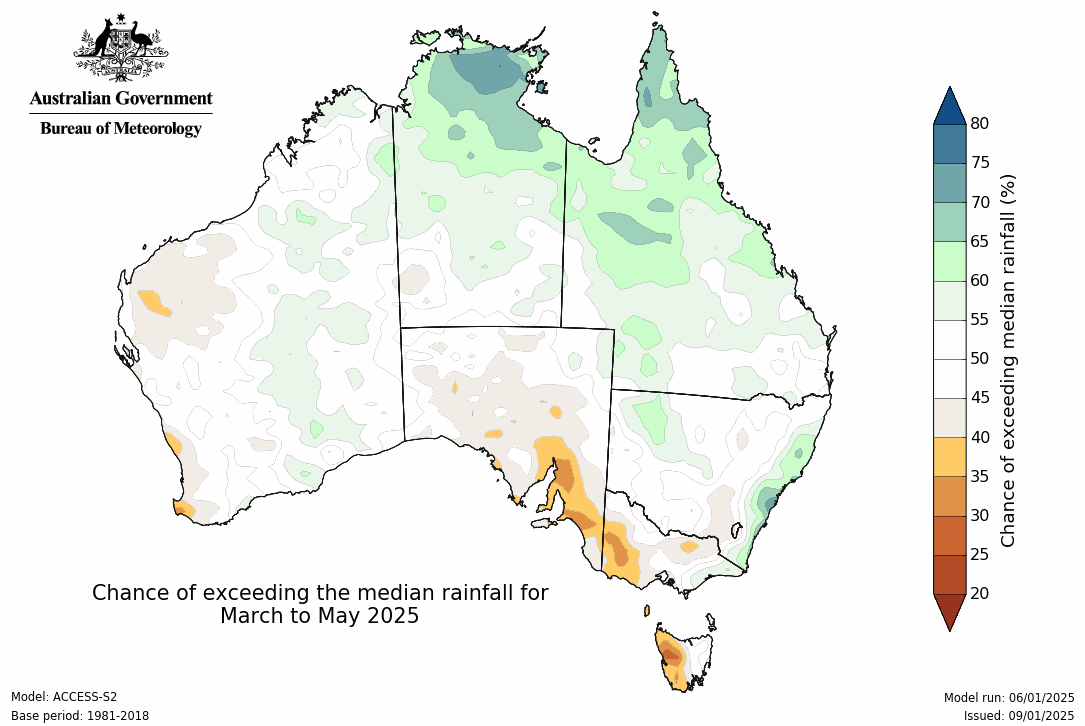 Australian Government
Bureau of Meteorology
80
75
70
65
60
55
50
45
40
35
30
25
20
Chance of exceeding median rainfall (%)
Chance of exceeding the median rainfall for
March to May 2025
Model: ACCESS-S2
Base period: 1981-2018
Model run: 06/01/2025
Issued: 09/01/2025